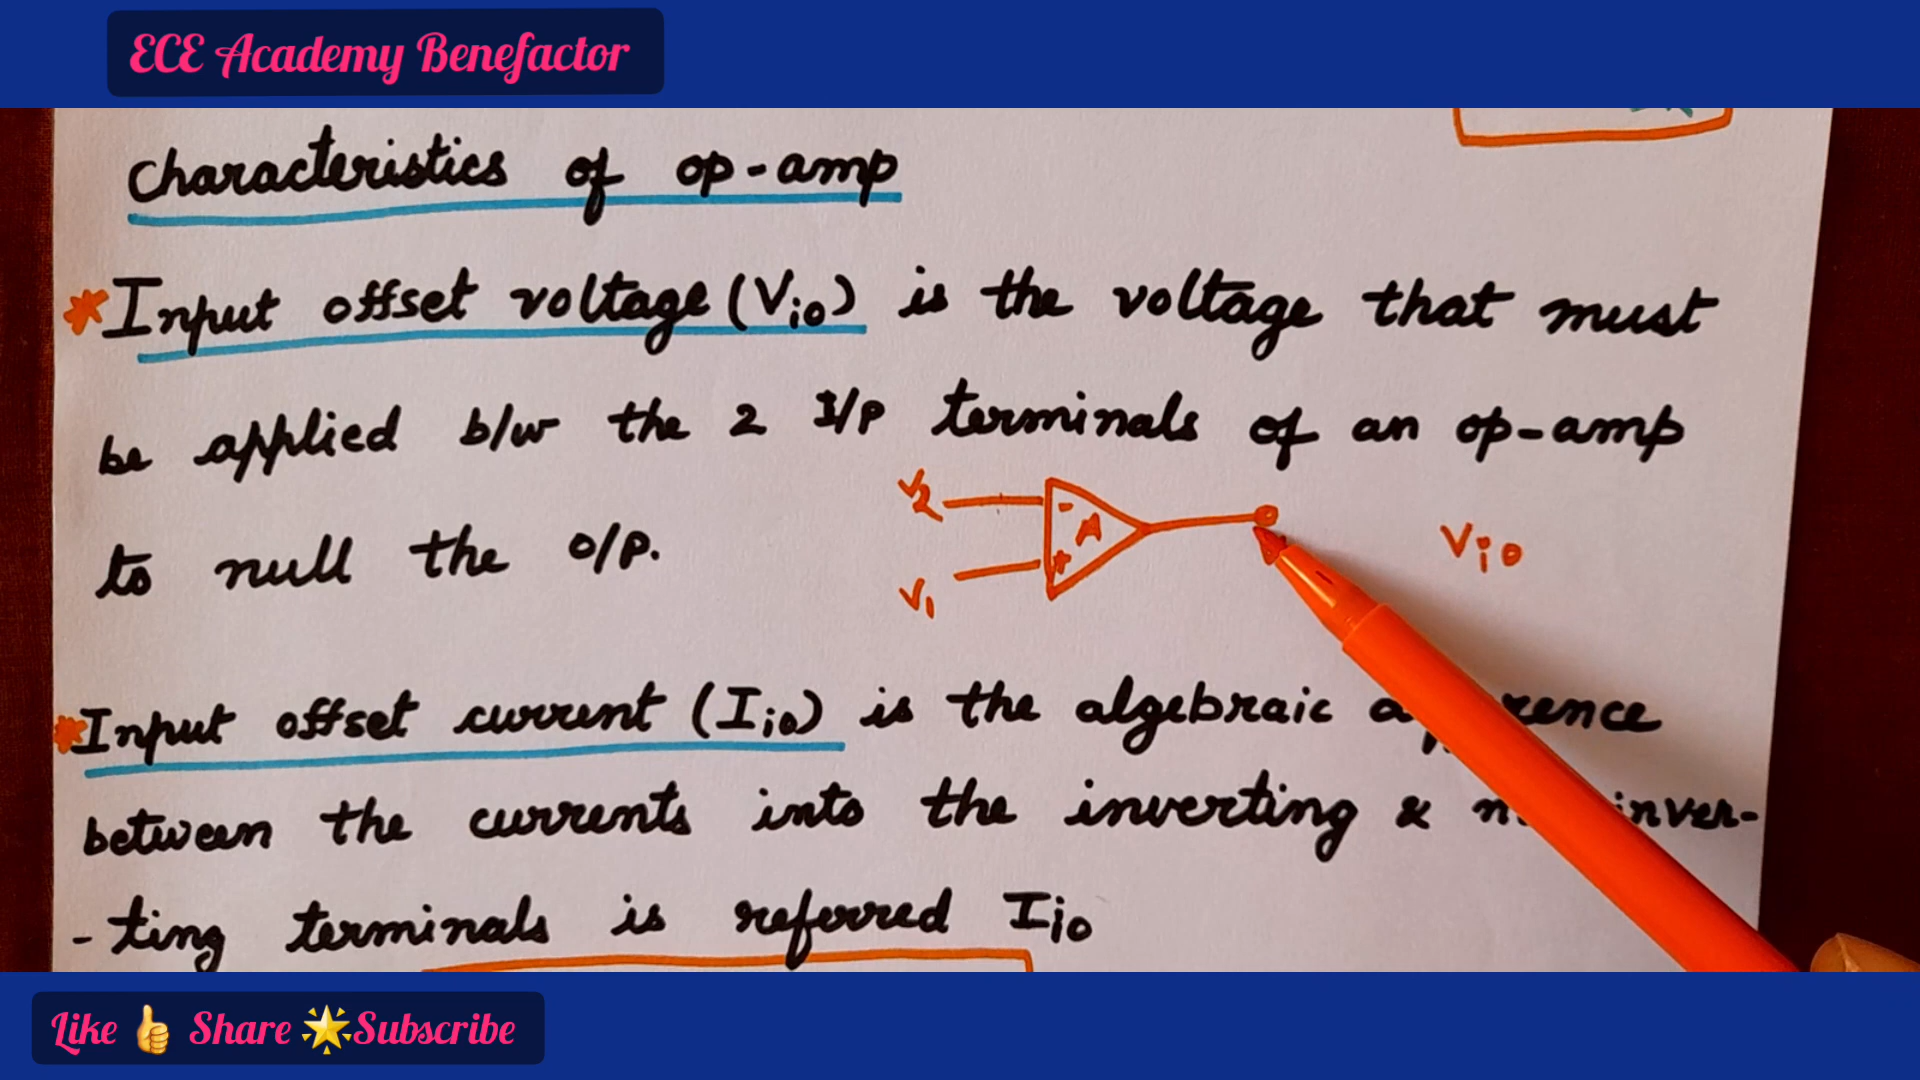 ECE Academy Benefactor
Characteristics of op-amp
*Input offset voltage (Vio) is the voltage that must
be applied b/w the 2 I/P terminals of an op-amp
to null the O/P.
V2
- A
+
V1
Vio
*Input offset current (Iio) is the algebraic
between the currents into the inverting &
-ting terminals is referred Iio
Like 👍 Share 🌟Subscribe